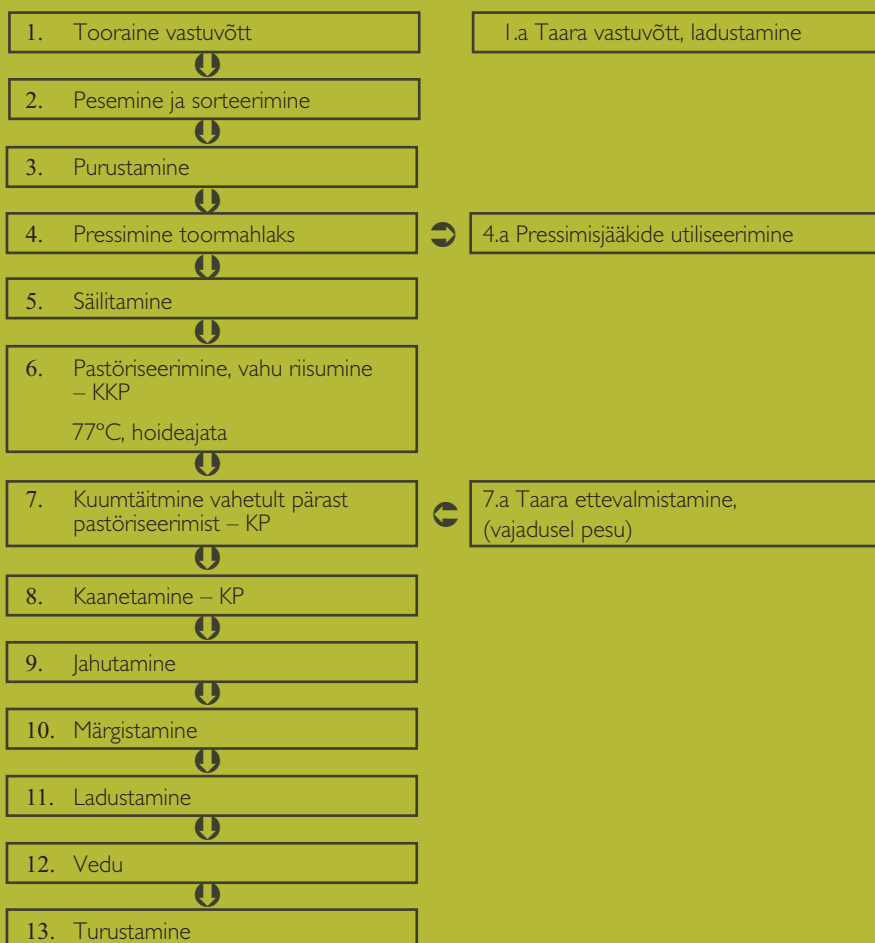 1. Tooraine vastuvõtt
1.a Taara vastuvõtt, ladustamine
2. Pesemine ja sorteerimine
3. Purustamine
4. Pressimine toormahlaks
4.a Pressimisjääkide utiliseerimine
5. Säilitamine
6. Pastöriseerimine, vahu riisumine
– KKP
77ºC, hoideajata
7. Kuumtäitmine vahetult pärast
pastöriseerimist – KP
7.a Taara ettevalmistamine,
(vajadusel pesu)
8. Kaanetamine – KP
9. Jahutamine
10. Märgistamine
11. Ladustamine
12. Vedu
13. Turustamine